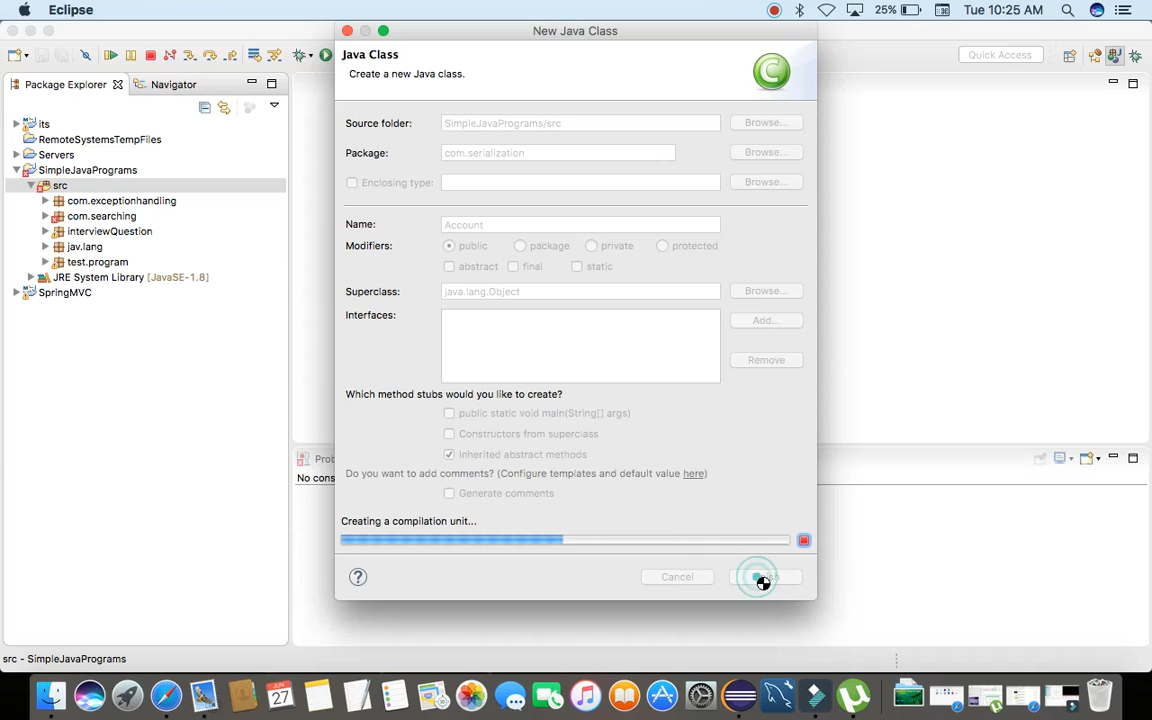 Eclipse
25%
Tue 10:25 AM
New Java Class
Java Class
Create a new Java class.
Quick Access
Package Explorer
Navigator
its
RemoteSystemsTempFiles
Servers
SimpleJavaPrograms
src
com.exceptionhandling
com.searching
interviewQuestion
jav.lang
test.program
JRE System Library [JavaSE-1.8]
SpringMVC
Source folder: SimpleJavaPrograms/src Browse...
Package: com.serialization Browse...
Enclosing type: Browse...
Name: Account
Modifiers: public package private protected
abstract final static
Superclass: java.lang.Object Browse...
Interfaces: Add...
Remove
Which method stubs would you like to create?
public static void main(String[] args)
Constructors from superclass
Inherited abstract methods
Do you want to add comments? (Configure templates and default value here)
Generate comments
Creating a compilation unit...
Cancel
Prob
No cons
src - SimpleJavaPrograms
27